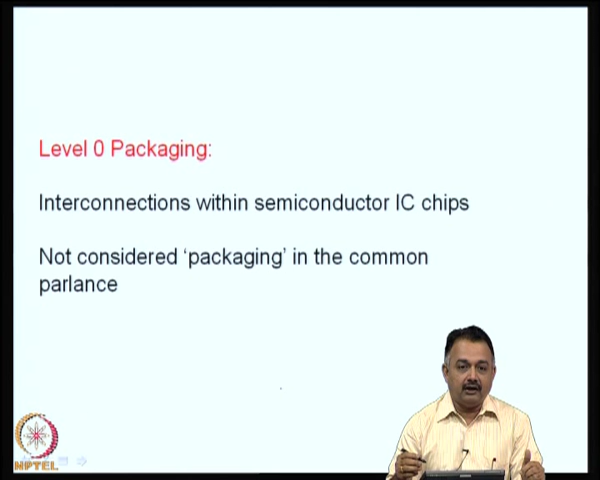 Level 0 Packaging:
Interconnections within semiconductor IC chips
Not considered ‘packaging’ in the common
parlance
NPTEL